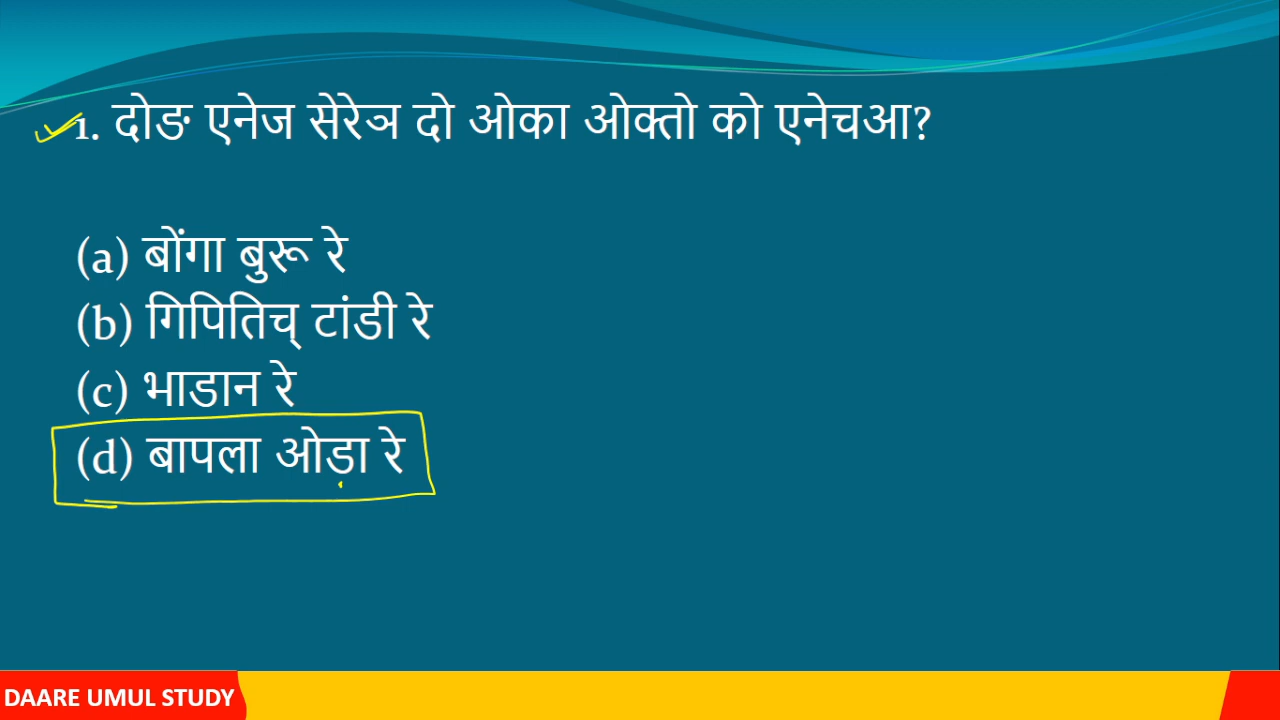 1. दोङ एनेज सेरेञ दो ओका ओक्तो को एनेचआ?
(a) बोंगा बुरू रे
(b) गिपितिच् टांडी रे
(c) भाडान रे
(d) बापला ओड़ा रे
DAARE UMUL STUDY